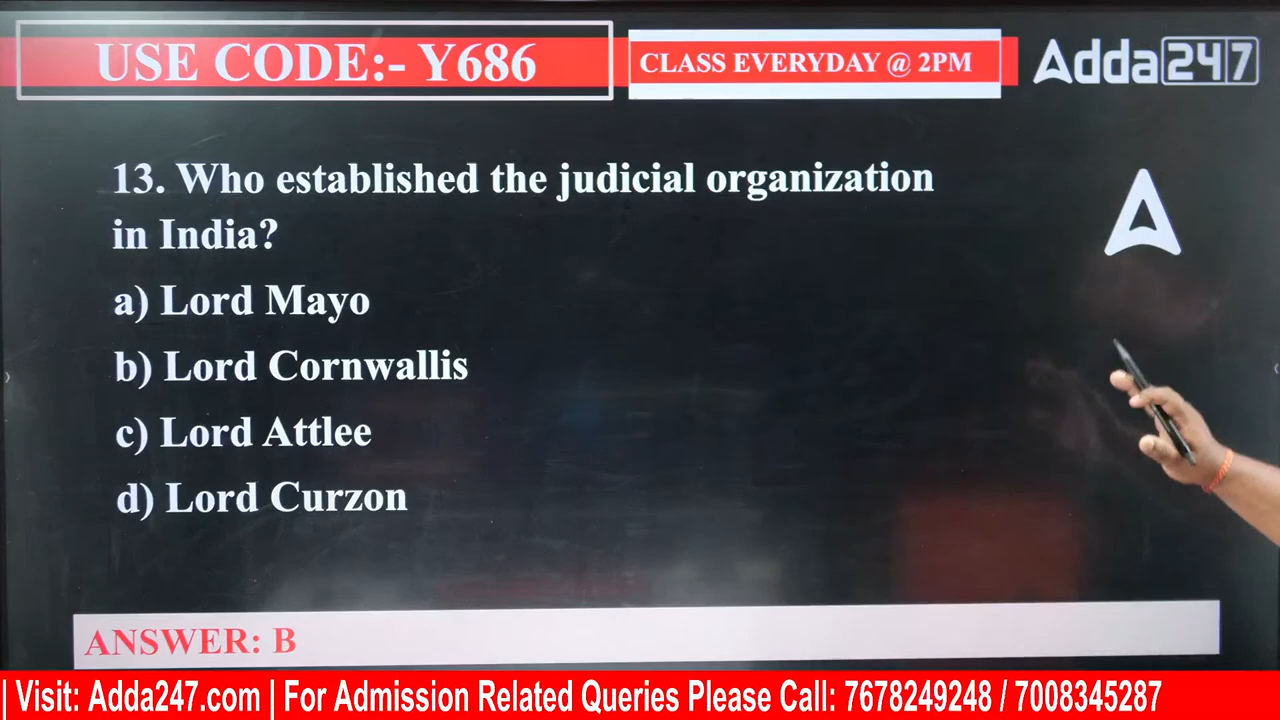 USE CODE:- Y686
CLASS EVERYDAY @ 2PM
Adda247
13. Who established the judicial organization
in India?
a) Lord Mayo
b) Lord Cornwallis
c) Lord Attlee
d) Lord Curzon
ANSWER: B
| Visit: Adda247.com | For Admission Related Queries Please Call: 7678249248 / 7008345287